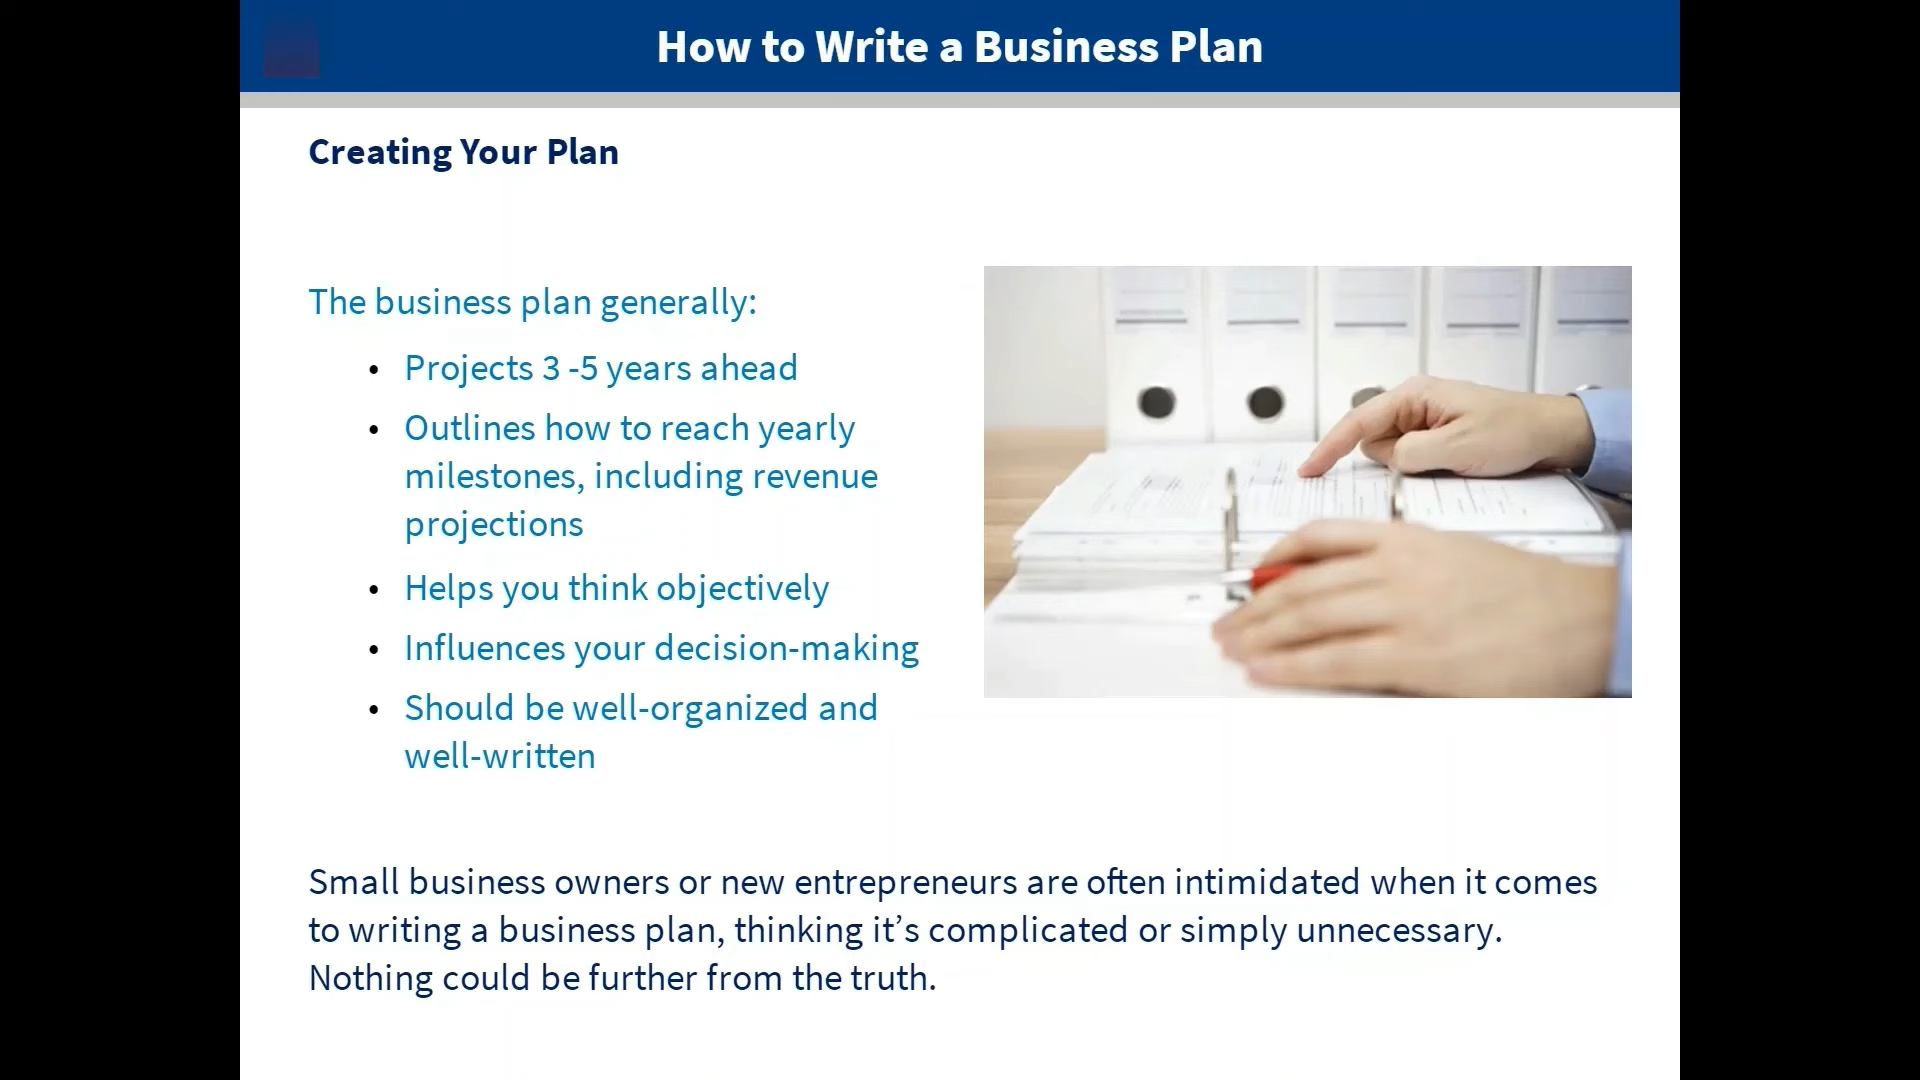 How to Write a Business Plan
Creating Your Plan
The business plan generally:
• Projects 3 -5 years ahead
• Outlines how to reach yearly
milestones, including revenue
projections
• Helps you think objectively
• Influences your decision-making
• Should be well-organized and
well-written
Small business owners or new entrepreneurs are often intimidated when it comes
to writing a business plan, thinking it’s complicated or simply unnecessary.
Nothing could be further from the truth.